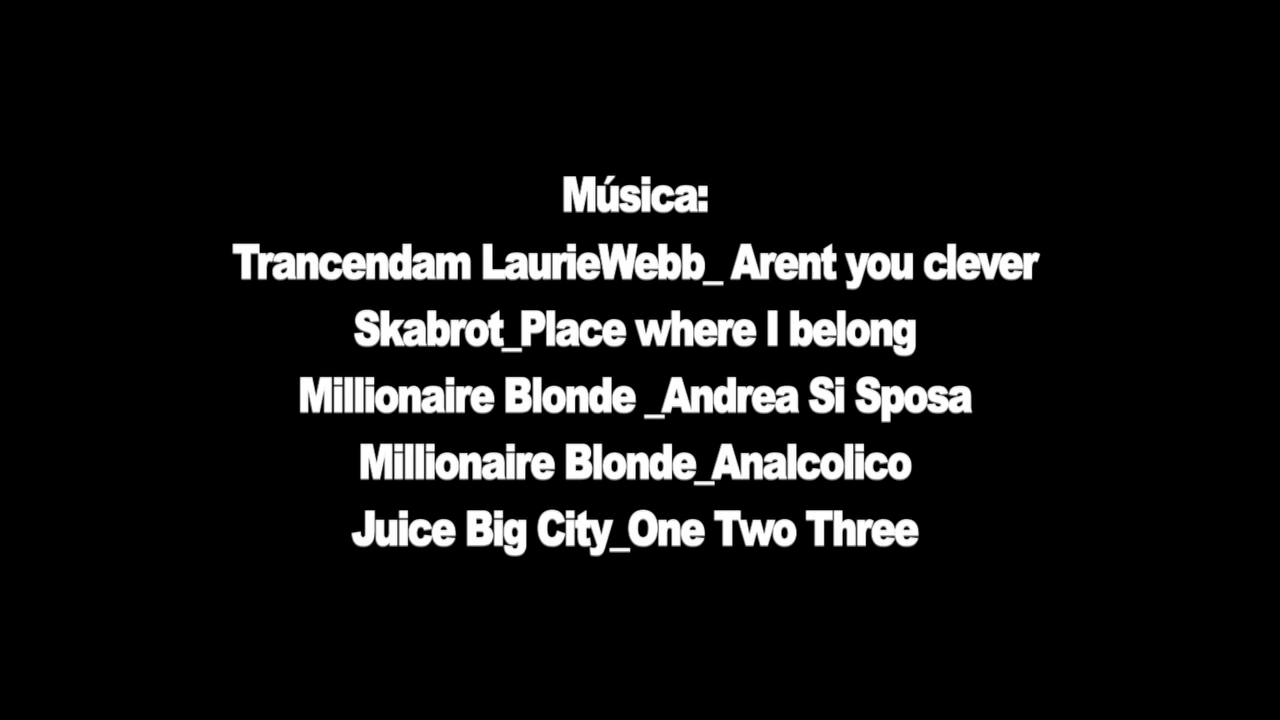 Música:
Trancendam LaurieWebb_ Arent you clever
Skabrot_Place where I belong
Millionaire Blonde _Andrea Si Sposa
Millionaire Blonde_Analcolico
Juice Big City_One Two Three